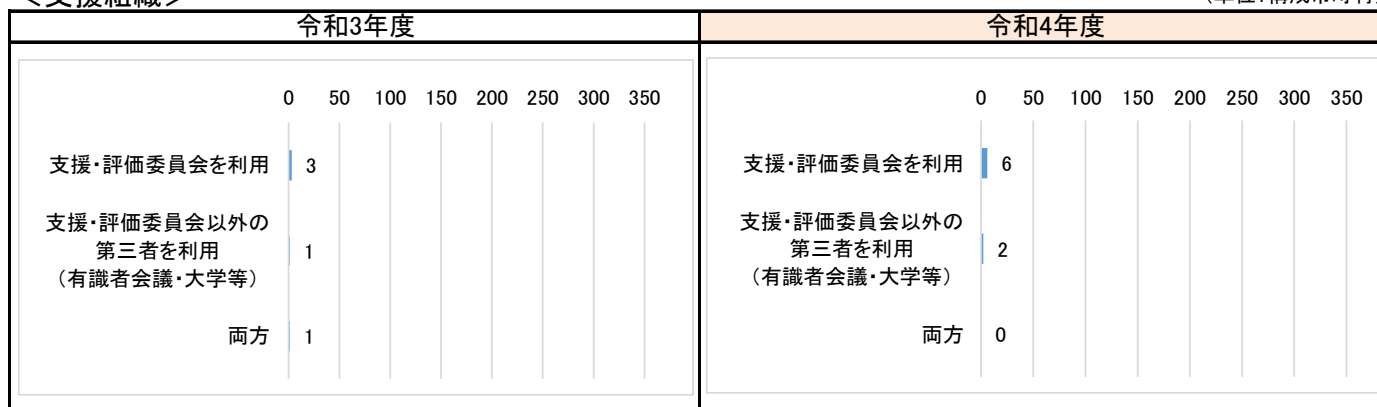 <支援組織>
令和3年度
0 50 100 150 200 250 300 350
支援・評価委員会を利用 3
支援・評価委員会以外の
第三者を利用 1
（有識者会議・大学等）
両方 1
令和4年度
0 50 100 150 200 250 300 350
支援・評価委員会を利用 6
支援・評価委員会以外の
第三者を利用 2
（有識者会議・大学等）
両方 0